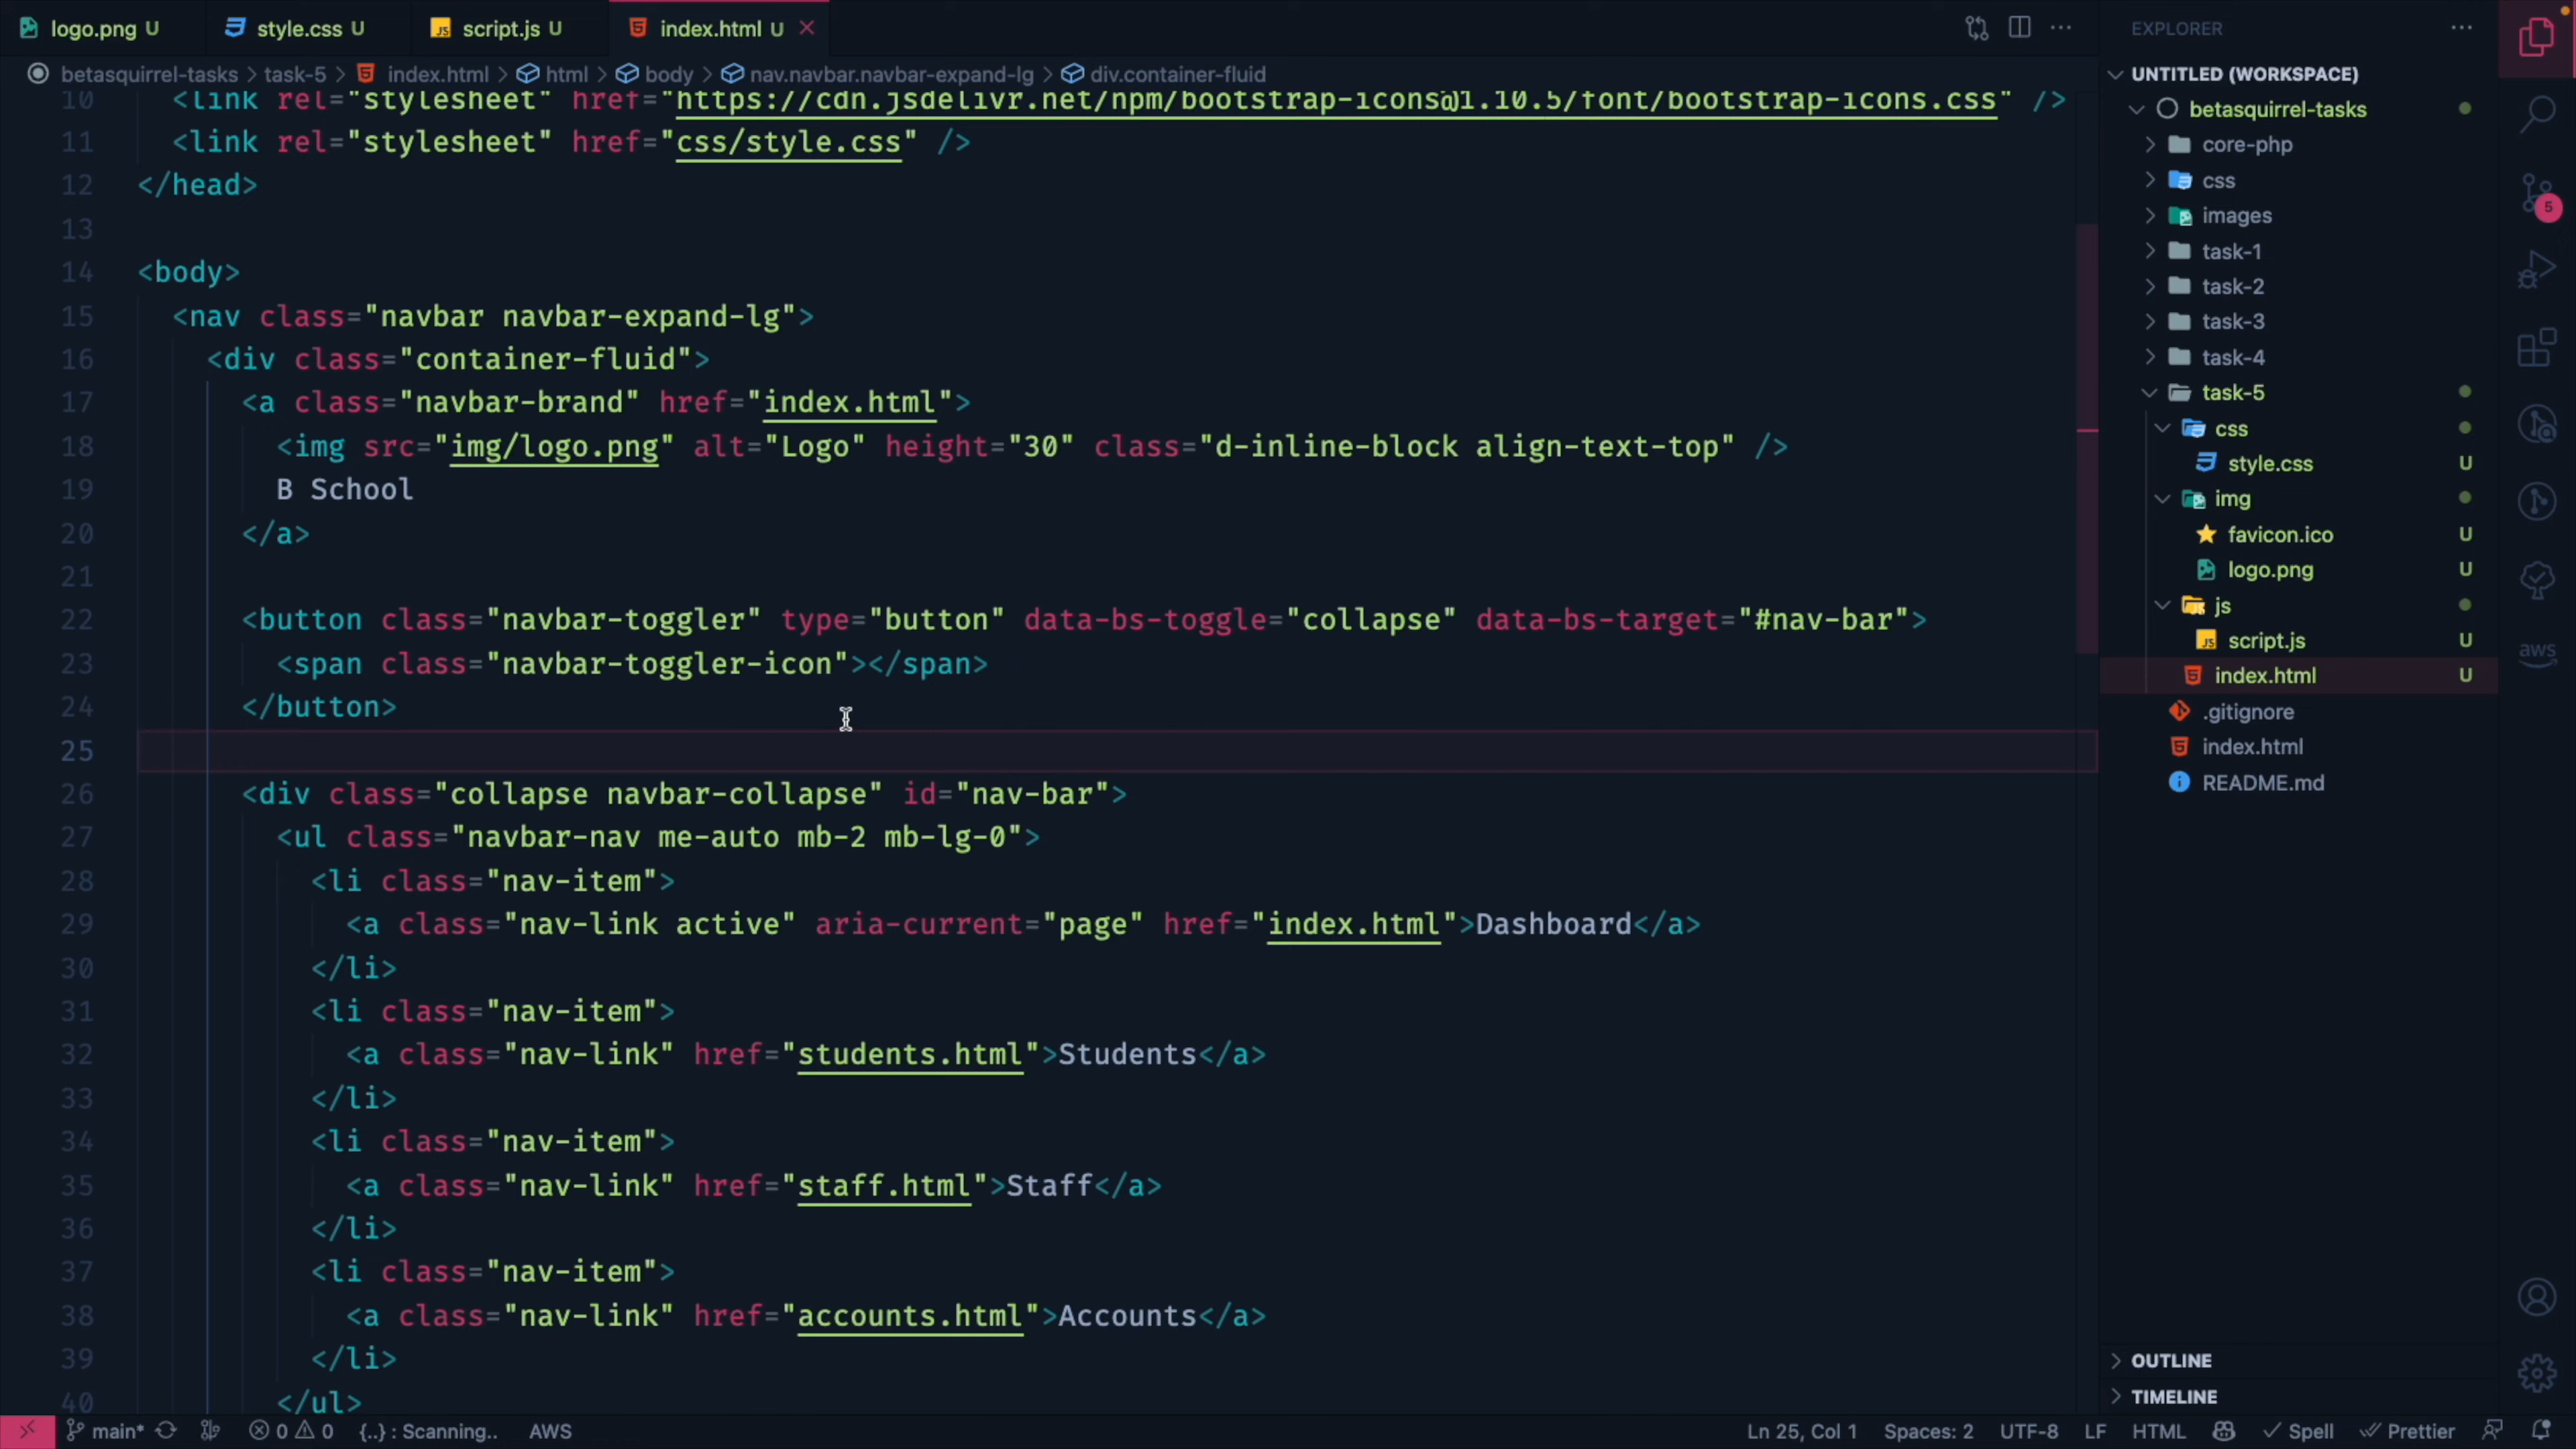 logo.png U style.css U script.js U index.html U
betasquirrel-tasks > task-5 > index.html > html > body > nav.navbar.navbar-expand-lg > div.container-fluid
10 <link rel="stylesheet" href="https://cdn.jsdelivr.net/npm/bootstrap-icons@1.10.5/font/bootstrap-icons.css" />
11 <link rel="stylesheet" href="css/style.css" />
12 </head>
13
14 <body>
15 <nav class="navbar navbar-expand-lg">
16 <div class="container-fluid">
17 <a class="navbar-brand" href="index.html">
18 <img src="img/logo.png" alt="Logo" height="30" class="d-inline-block align-text-top" />
19 B School
20 </a>
21
22 <button class="navbar-toggler" type="button" data-bs-toggle="collapse" data-bs-target="#nav-bar">
23 <span class="navbar-toggler-icon"></span>
24 </button>
25
26 <div class="collapse navbar-collapse" id="nav-bar">
27 <ul class="navbar-nav me-auto mb-2 mb-lg-0">
28 <li class="nav-item">
29 <a class="nav-link active" aria-current="page" href="index.html">Dashboard</a>
30 </li>
31 <li class="nav-item">
32 <a class="nav-link" href="students.html">Students</a>
33 </li>
34 <li class="nav-item">
35 <a class="nav-link" href="staff.html">Staff</a>
36 </li>
37 <li class="nav-item">
38 <a class="nav-link" href="accounts.html">Accounts</a>
39 </li>
40 </ul>
EXPLORER
UNTITLED (WORKSPACE)
betasquirrel-tasks
core-php
css
images
task-1
task-2
task-3
task-4
task-5
css
style.css U
img
favicon.ico U
logo.png U
js
script.js U
index.html U
.gitignore
index.html
README.md
OUTLINE
TIMELINE
5
aws
main* 0 0 {..} : Scanning.. AWS Ln 25, Col 1 Spaces: 2 UTF-8 LF HTML Spell Prettier